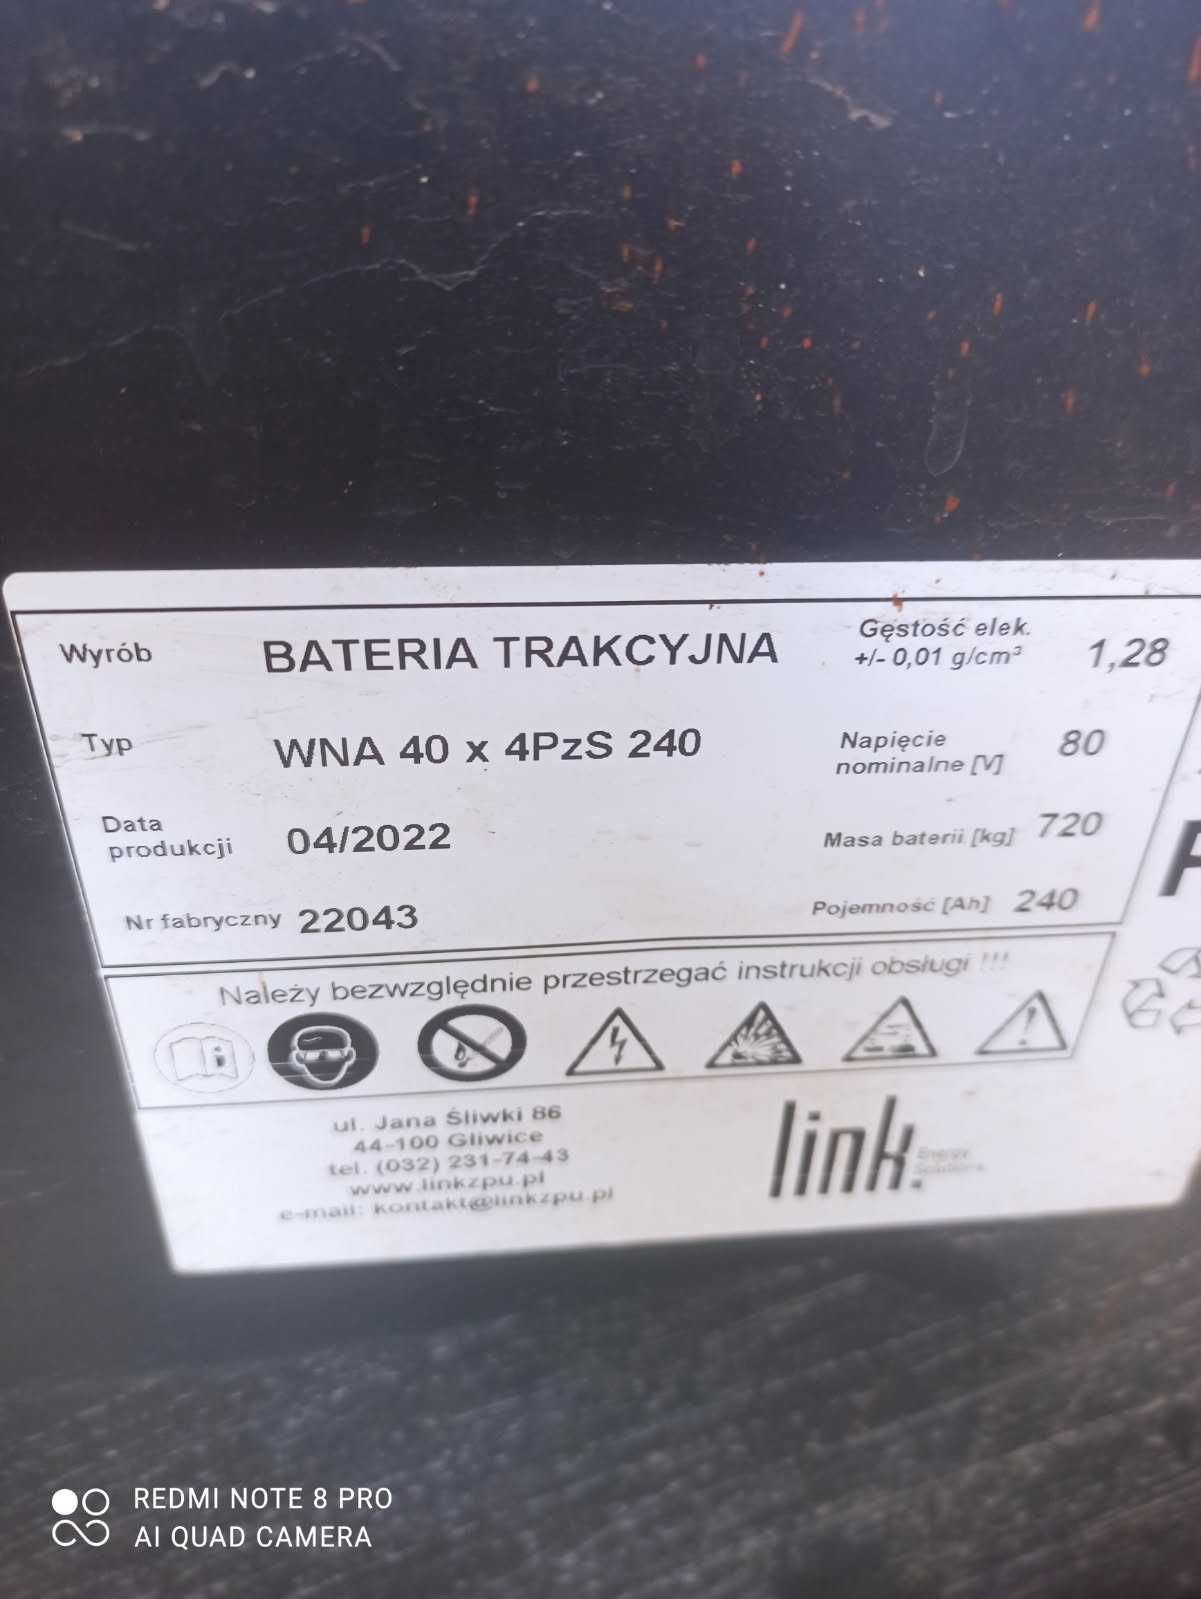 Wyrób BATERIA TRAKCYJNA Gęstość elek. +/- 0,01 g/cm³ 1,28
Typ WNA 40 x 4PzS 240 Napięcie nominalne [V] 80
Data produkcji 04/2022 Masa baterii [kg] 720
Nr fabryczny 22043 Pojemność [Ah] 240
Należy bezwzględnie przestrzegać instrukcji obsługi !!!
ul. Jana Śliwki 86
44-100 Gliwice
tel. (032) 231-74-43
www.linkzpu.pl
e-mail: kontakt@linkzpu.pl
link. Energy Solutions
REDMI NOTE 8 PRO
AI QUAD CAMERA